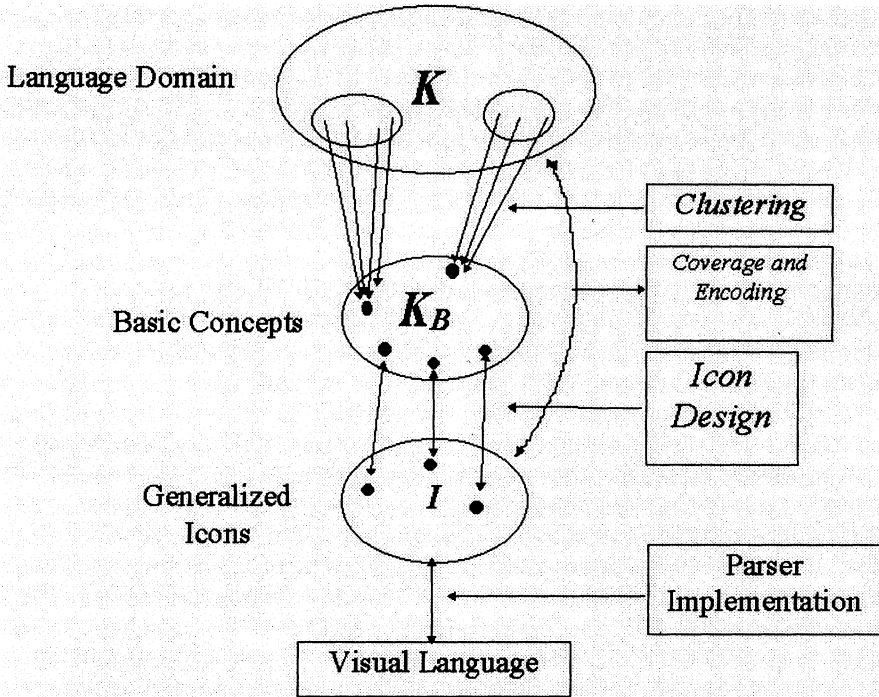 Language Domain
K
Clustering
Coverage and
Encoding
Basic Concepts
K_B
Icon
Design
Generalized
Icons
I
Parser
Implementation
Visual Language